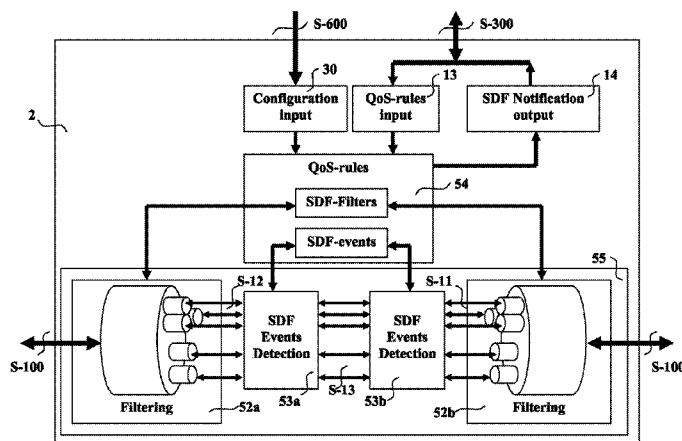 S-600
S-300
30
13
14
Configuration
input
QoS-rules
input
SDF Notification
output
2
QoS-rules
54
SDF-Filters
SDF-events
55
S-12
S-11
SDF
Events
Detection
SDF
Events
Detection
S-100
S-100
S-13
Filtering
52a
53a
53b
52b
Filtering